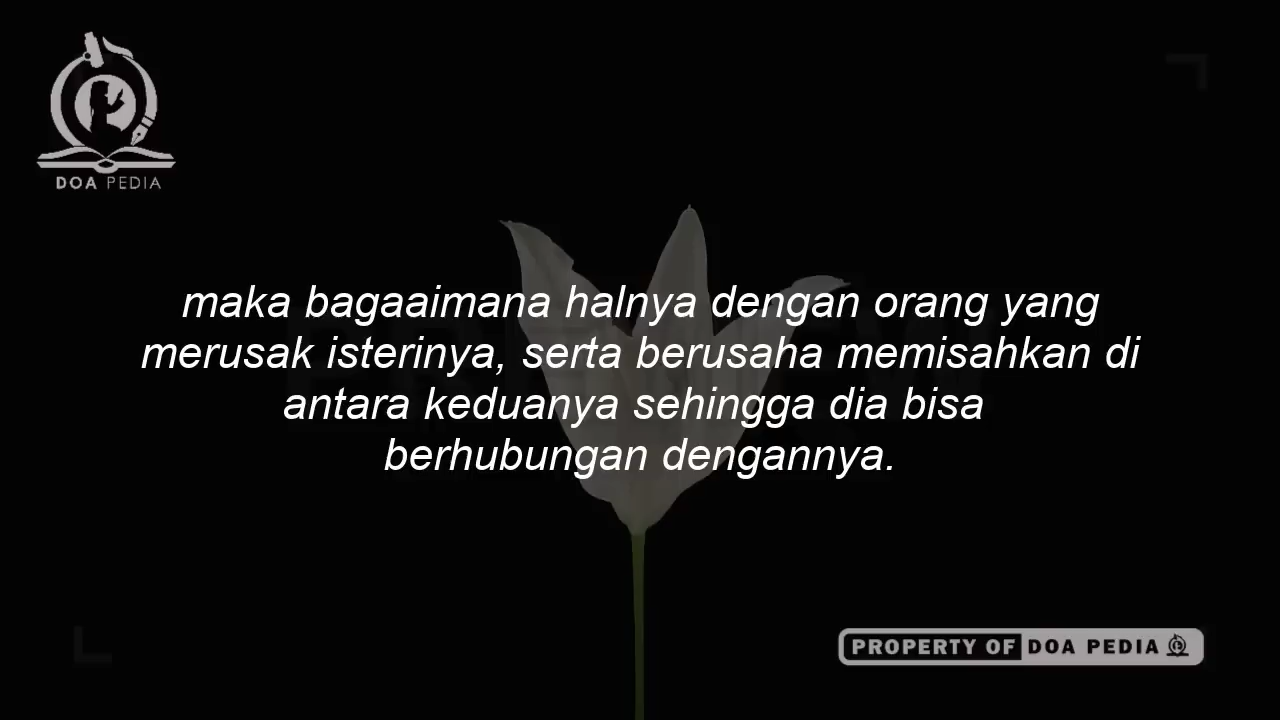 DOA PEDIA
maka bagaaimana halnya dengan orang yang
merusak isterinya, serta berusaha memisahkan di
antara keduanya sehingga dia bisa
berhubungan dengannya.
PROPERTY OF DOA PEDIA